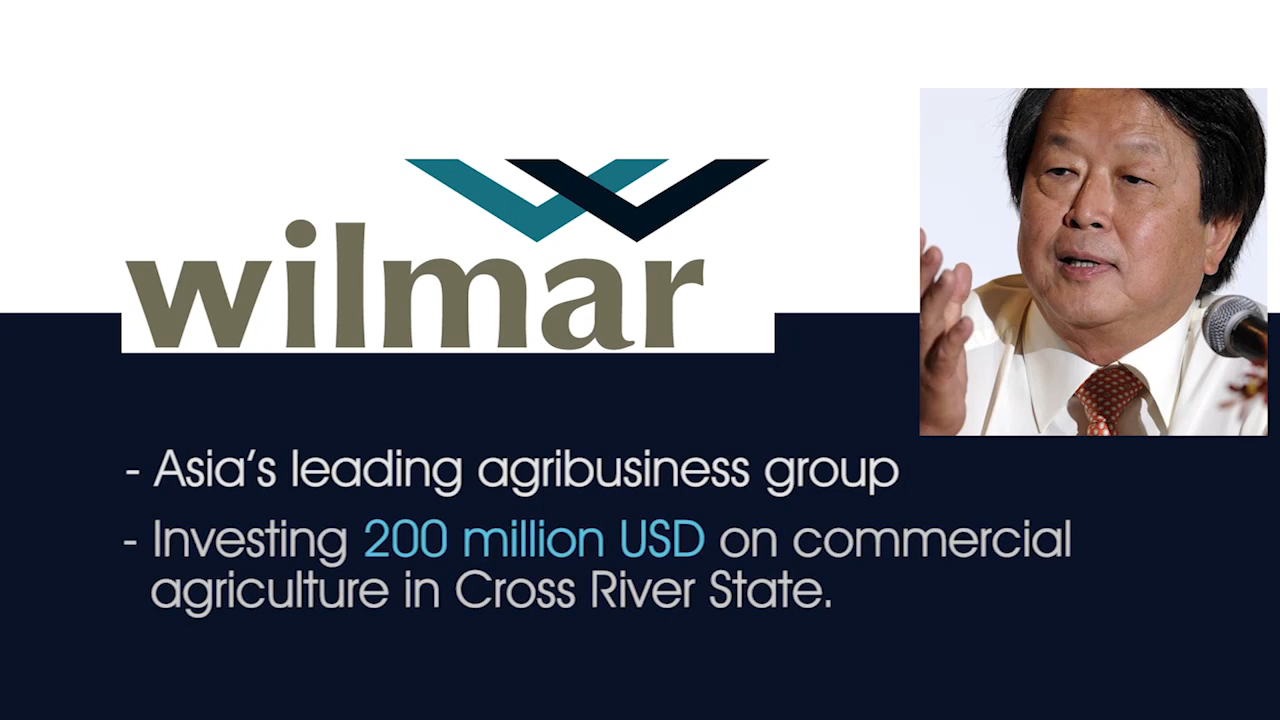 wilmar
- Asia's leading agribusiness group
- Investing 200 million USD on commercial
agriculture in Cross River State.